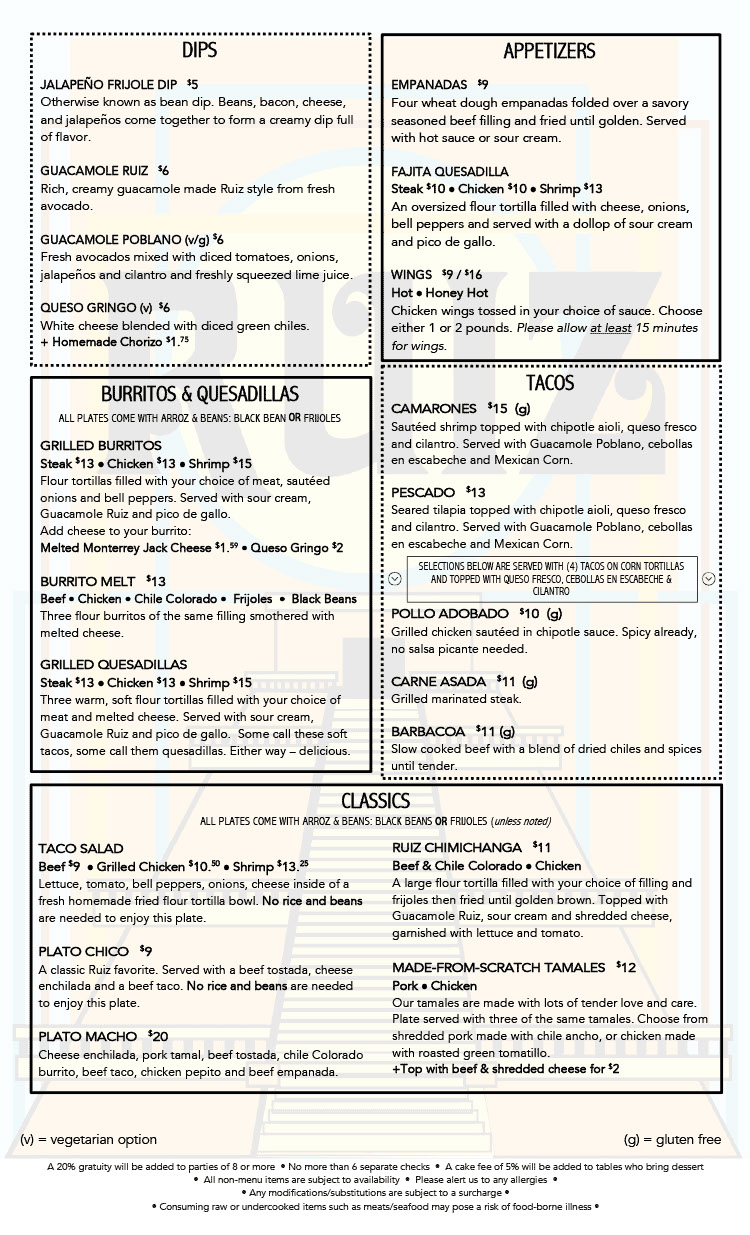 DIPS
JALAPEÑO FRIJOLE DIP $5
Otherwise known as bean dip. Beans, bacon, cheese,
and jalapeños come together to form a creamy dip full
of flavor.
GUACAMOLE RUIZ $6
Rich, creamy guacamole made Ruiz style from fresh
avocado.
GUACAMOLE POBLANO (v/g) $6
Fresh avocados mixed with diced tomatoes, onions,
jalapeños and cilantro and freshly squeezed lime juice.
QUESO GRINGO (v) $6
White cheese blended with diced green chiles.
+ Homemade Chorizo $1.75
APPETIZERS
EMPANADAS $9
Four wheat dough empanadas folded over a savory
seasoned beef filling and fried until golden. Served
with hot sauce or sour cream.
FAJITA QUESADILLA
Steak $10 • Chicken $10 • Shrimp $13
An oversized flour tortilla filled with cheese, onions,
bell peppers and served with a dollop of sour cream
and pico de gallo.
WINGS $9 / $16
Hot • Honey Hot
Chicken wings tossed in your choice of sauce. Choose
either 1 or 2 pounds. Please allow at least 15 minutes
for wings.
RUIZ
BURRITOS & QUESADILLAS
ALL PLATES COME WITH ARROZ & BEANS: BLACK BEAN OR FRIJOLES
GRILLED BURRITOS
Steak $13 • Chicken $13 • Shrimp $15
Flour tortillas filled with your choice of meat, sautéed
onions and bell peppers. Served with sour cream,
Guacamole Ruiz and pico de gallo.
Add cheese to your burrito:
Melted Monterrey Jack Cheese $1.59 • Queso Gringo $2
BURRITO MELT $13
Beef • Chicken • Chile Colorado • Frijoles • Black Beans
Three flour burritos of the same filling smothered with
melted cheese.
GRILLED QUESADILLAS
Steak $13 • Chicken $13 • Shrimp $15
Three warm, soft flour tortillas filled with your choice of
meat and melted cheese. Served with sour cream,
Guacamole Ruiz and pico de gallo. Some call these soft
tacos, some call them quesadillas. Either way – delicious.
TACOS
CAMARONES $15 (g)
Sautéed shrimp topped with chipotle aioli, queso fresco
and cilantro. Served with Guacamole Poblano, cebollas
en escabeche and Mexican Corn.
PESCADO $13
Seared tilapia topped with chipotle aioli, queso fresco
and cilantro. Served with Guacamole Poblano, cebollas
en escabeche and Mexican Corn.
SELECTIONS BELOW ARE SERVED WITH (4) TACOS ON CORN TORTILLAS
AND TOPPED WITH QUESO FRESCO, CEBOLLAS EN ESCABECHE &
CILANTRO
POLLO ADOBADO $10 (g)
Grilled chicken sautéed in chipotle sauce. Spicy already,
no salsa picante needed.
CARNE ASADA $11 (g)
Grilled marinated steak.
BARBACOA $11 (g)
Slow cooked beef with a blend of dried chiles and spices
until tender.
CLASSICS
ALL PLATES COME WITH ARROZ & BEANS: BLACK BEANS OR FRIJOLES (unless noted)
TACO SALAD
Beef $9 • Grilled Chicken $10.50 • Shrimp $13.25
Lettuce, tomato, bell peppers, onions, cheese inside of a
fresh homemade fried flour tortilla bowl. No rice and beans
are needed to enjoy this plate.
PLATO CHICO $9
A classic Ruiz favorite. Served with a beef tostada, cheese
enchilada and a beef taco. No rice and beans are needed
to enjoy this plate.
PLATO MACHO $20
Cheese enchilada, pork tamal, beef tostada, chile Colorado
burrito, beef taco, chicken pepito and beef empanada.
RUIZ CHIMICHANGA $11
Beef & Chile Colorado • Chicken
A large flour tortilla filled with your choice of filling and
frijoles then fried until golden brown. Topped with
Guacamole Ruiz, sour cream and shredded cheese,
garnished with lettuce and tomato.
MADE-FROM-SCRATCH TAMALES $12
Pork • Chicken
Our tamales are made with lots of tender love and care.
Plate served with three of the same tamales. Choose from
shredded pork made with chile ancho, or chicken made
with roasted green tomatillo.
+Top with beef & shredded cheese for $2
(v) = vegetarian option
(g) = gluten free
A 20% gratuity will be added to parties of 8 or more • No more than 6 separate checks • A cake fee of 5% will be added to tables who bring dessert
• All non-menu items are subject to availability • Please alert us to any allergies •
• Any modifications/substitutions are subject to a surcharge •
• Consuming raw or undercooked items such as meats/seafood may pose a risk of food-borne illness •